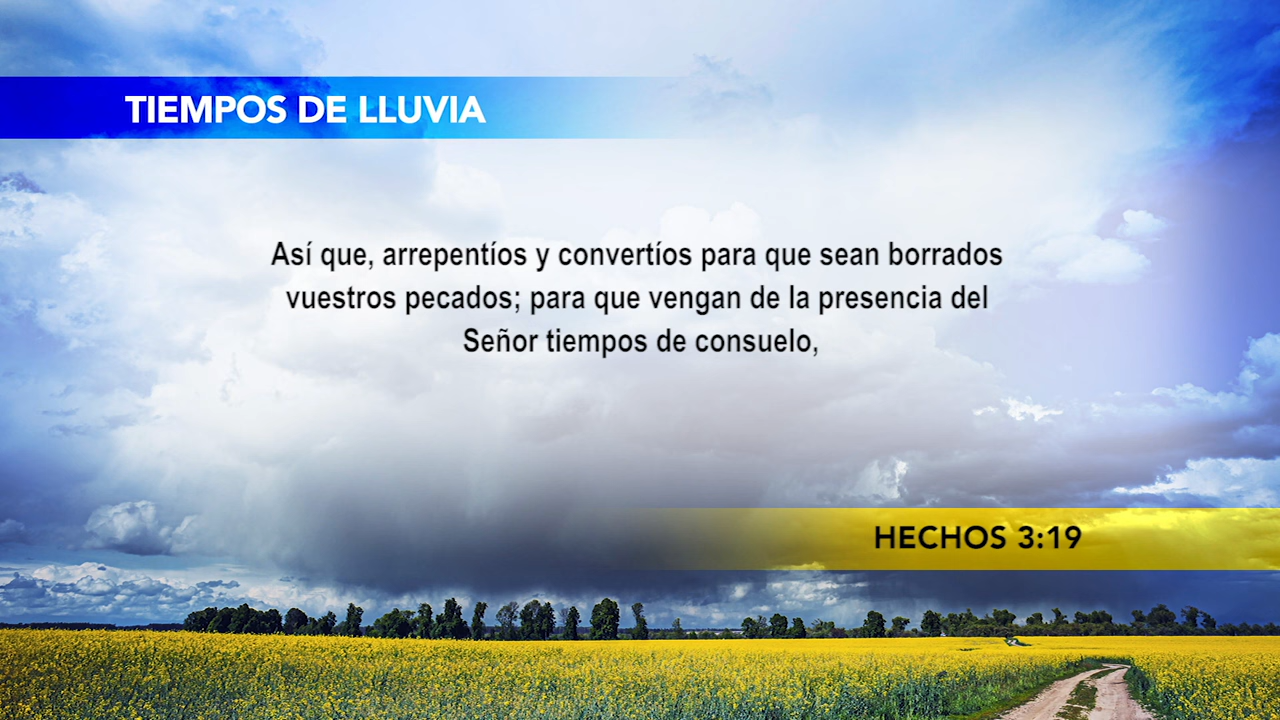 TIEMPOS DE LLUVIA
Así que, arrepentíos y convertíos para que sean borrados
vuestros pecados; para que vengan de la presencia del
Señor tiempos de consuelo,
HECHOS 3:19